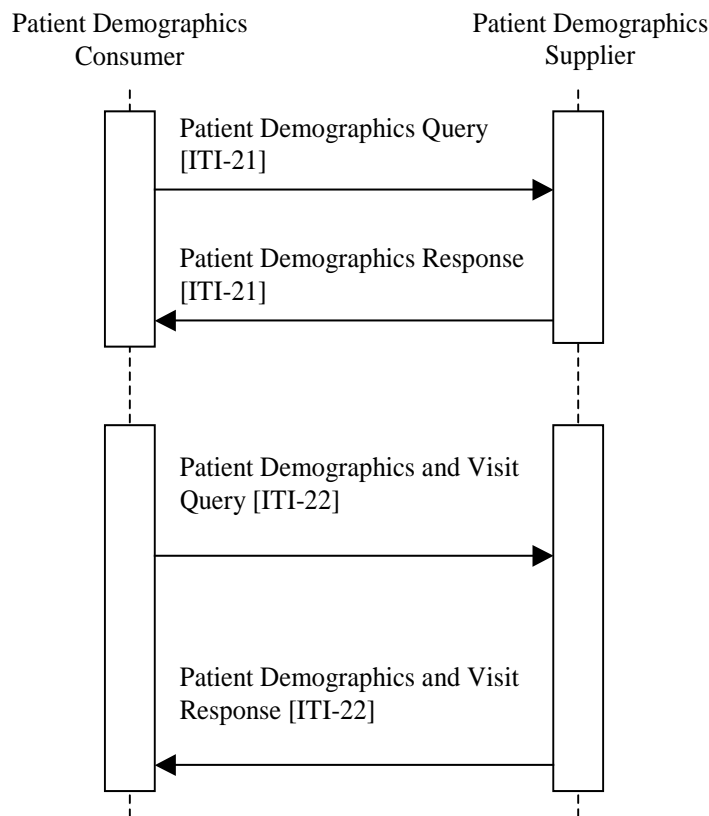 Patient Demographics
Consumer
Patient Demographics
Supplier
Patient Demographics Query
[ITI-21]
Patient Demographics Response
[ITI-21]
Patient Demographics and Visit
Query [ITI-22]
Patient Demographics and Visit
Response [ITI-22]